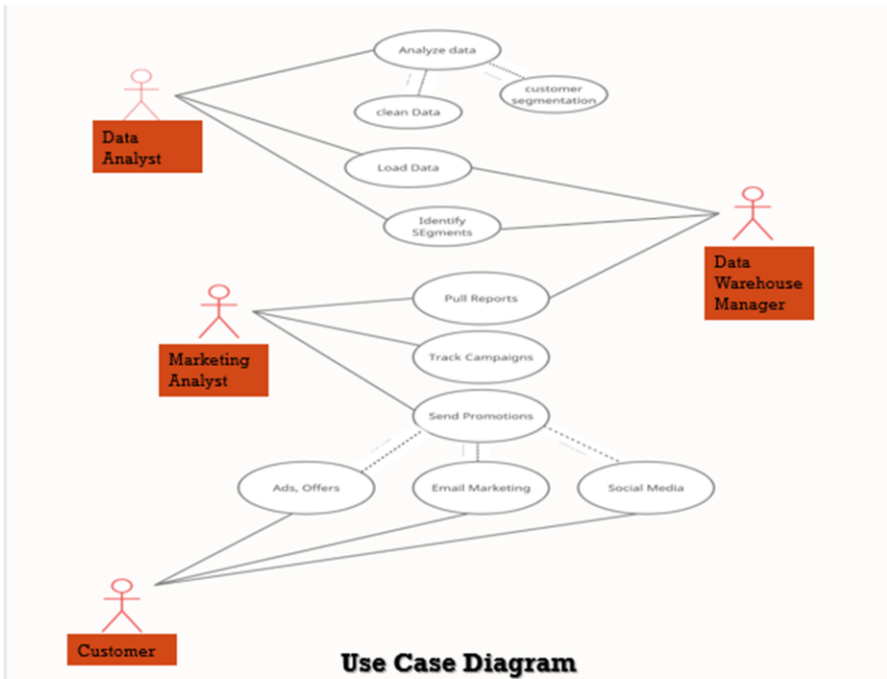 Analyze data
customer
segmentation
clean Data
Data
Analyst
Load Data
Identify
SEgments
Data
Warehouse
Manager
Pull Reports
Marketing
Analyst
Track Campaigns
Send Promotions
Ads, Offers
Email Marketing
Social Media
Customer
Use Case Diagram